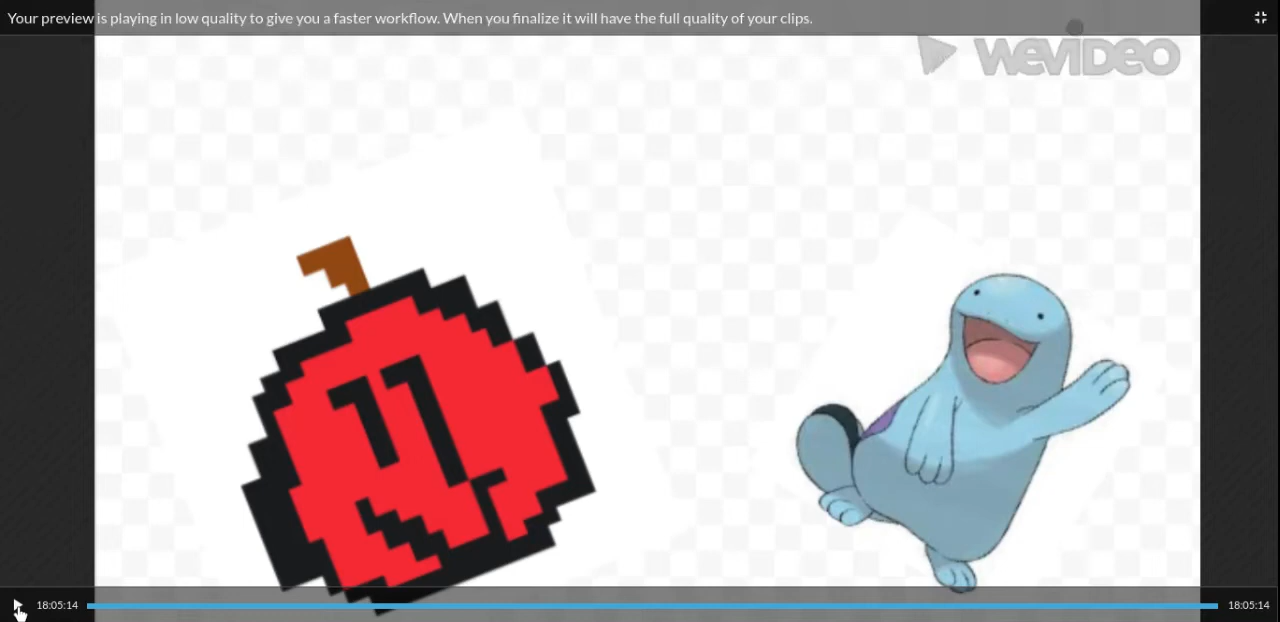 Your preview is playing in low quality to give you a faster workflow. When you finalize it will have the full quality of your clips.
WEVIDEO
18:05:14
18:05:14